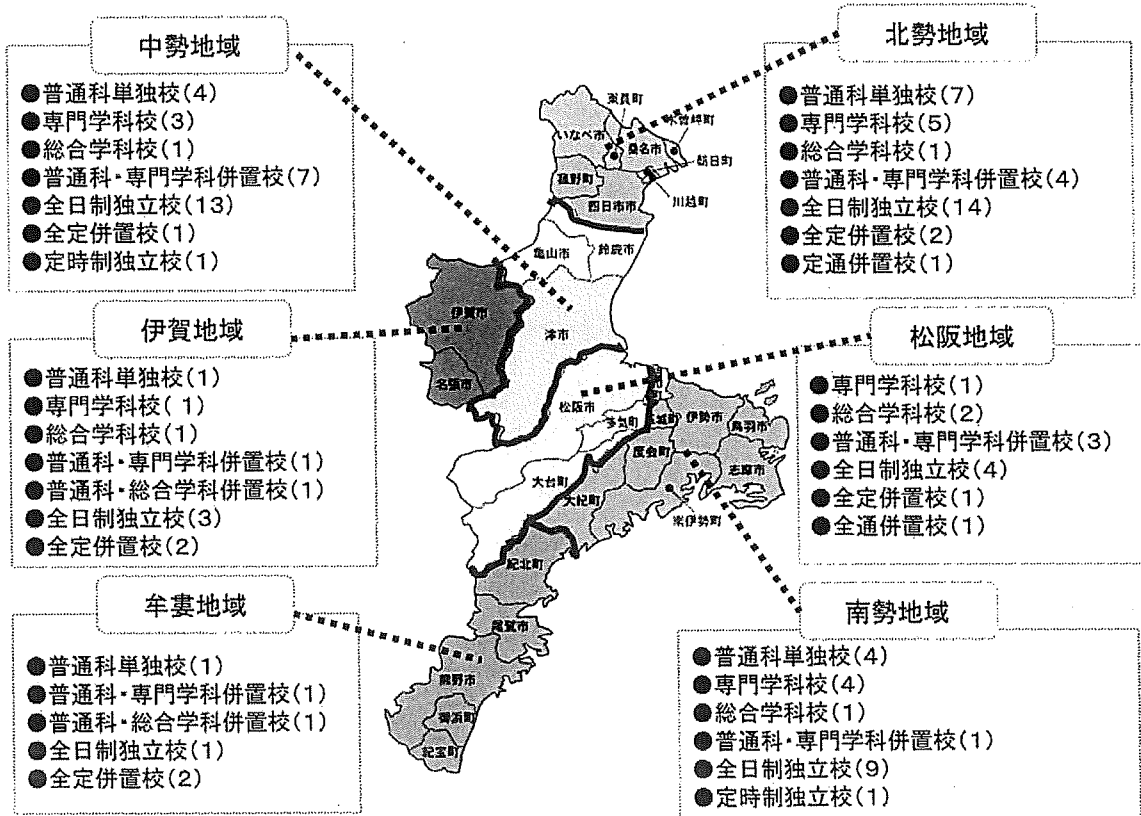 中勢地域
●普通科単独校(4)
●専門学科校(3)
●総合学科校(1)
●普通科・専門学科併置校(7)
●全日制独立校(13)
●全定併置校(1)
●定時制独立校(1)
北勢地域
●普通科単独校(7)
●専門学科校(5)
●総合学科校(1)
●普通科・専門学科併置校(4)
●全日制独立校(14)
●全定併置校(2)
●定通併置校(1)
伊賀地域
●普通科単独校(1)
●専門学科校( 1)
●総合学科校(1)
●普通科・専門学科併置校(1)
●普通科・総合学科併置校(1)
●全日制独立校(3)
●全定併置校(2)
松阪地域
●専門学科校(1)
●総合学科校(2)
●普通科・専門学科併置校(3)
●全日制独立校(4)
●全定併置校(1)
●全通併置校(1)
牟婁地域
●普通科単独校(1)
●普通科・専門学科併置校(1)
●普通科・総合学科併置校(1)
●全日制独立校(1)
●全定併置校(2)
南勢地域
●普通科単独校(4)
●専門学科校(4)
●総合学科校(1)
●普通科・専門学科併置校(1)
●全日制独立校(9)
●定時制独立校(1)
東員町
いなべ市
木曽岬町
桑名市
朝日町
菰野町
川越町
四日市市
亀山市
鈴鹿市
伊賀市
津市
名張市
松阪市
多気町
玉城町
伊勢市
鳥羽市
度会町
志摩市
大台町
大紀町
南伊勢町
紀北町
尾鷲市
熊野市
御浜町
紀宝町